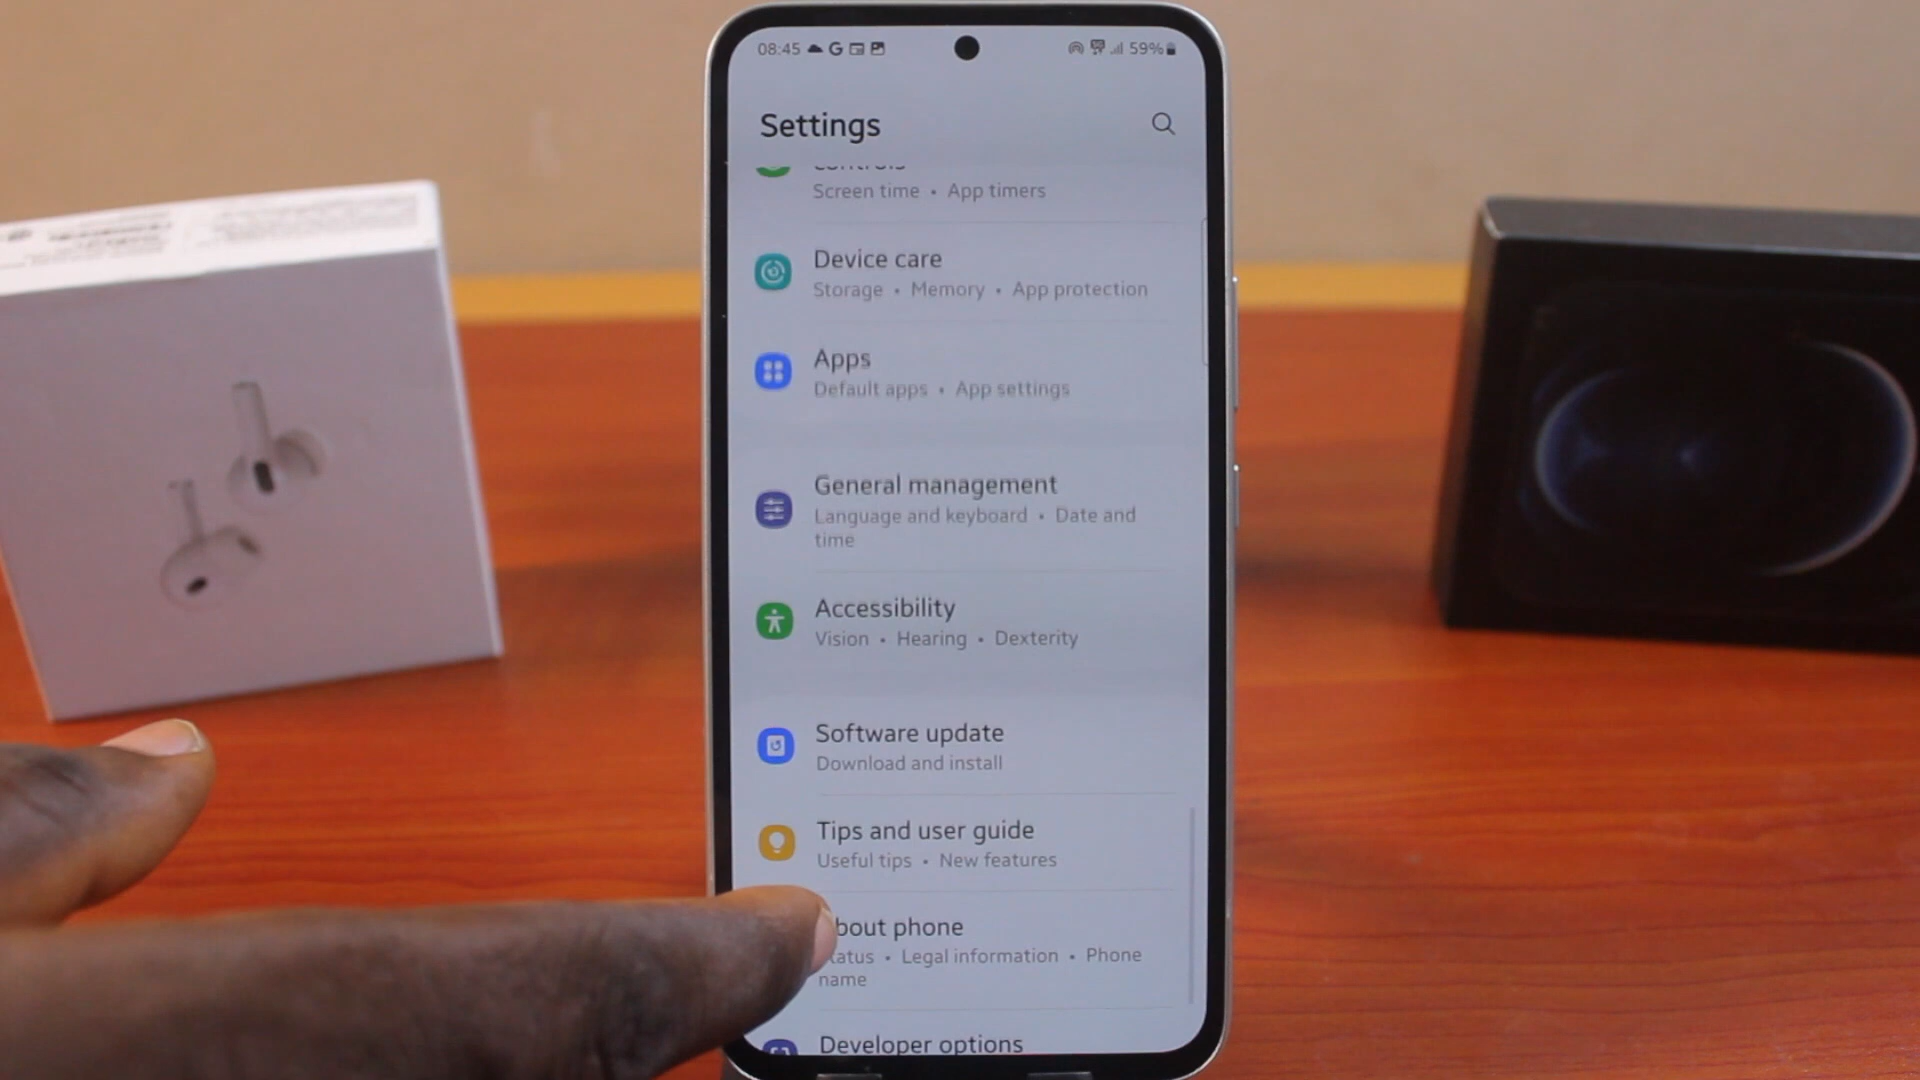 08:45
59%
Settings
Screen time • App timers
Device care
Storage • Memory • App protection
Apps
Default apps • App settings
General management
Language and keyboard • Date and
time
Accessibility
Vision • Hearing • Dexterity
Software update
Download and install
Tips and user guide
Useful tips • New features
bout phone
atus • Legal information • Phone
name
Developer options